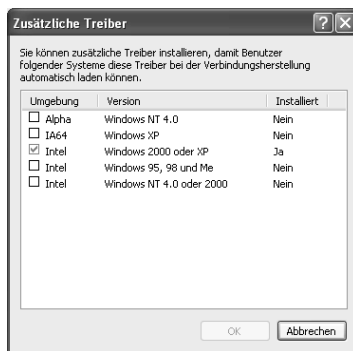 Zusätzliche Treiber
Sie können zusätzliche Treiber installieren, damit Benutzer
folgender Systeme diese Treiber bei der Verbindungsherstellung
automatisch laden können.
Umgebung Version Installiert
Alpha Windows NT 4.0 Nein
IA64 Windows XP Nein
Intel Windows 2000 oder XP Ja
Intel Windows 95, 98 und Me Nein
Intel Windows NT 4.0 oder 2000 Nein
OK Abbrechen